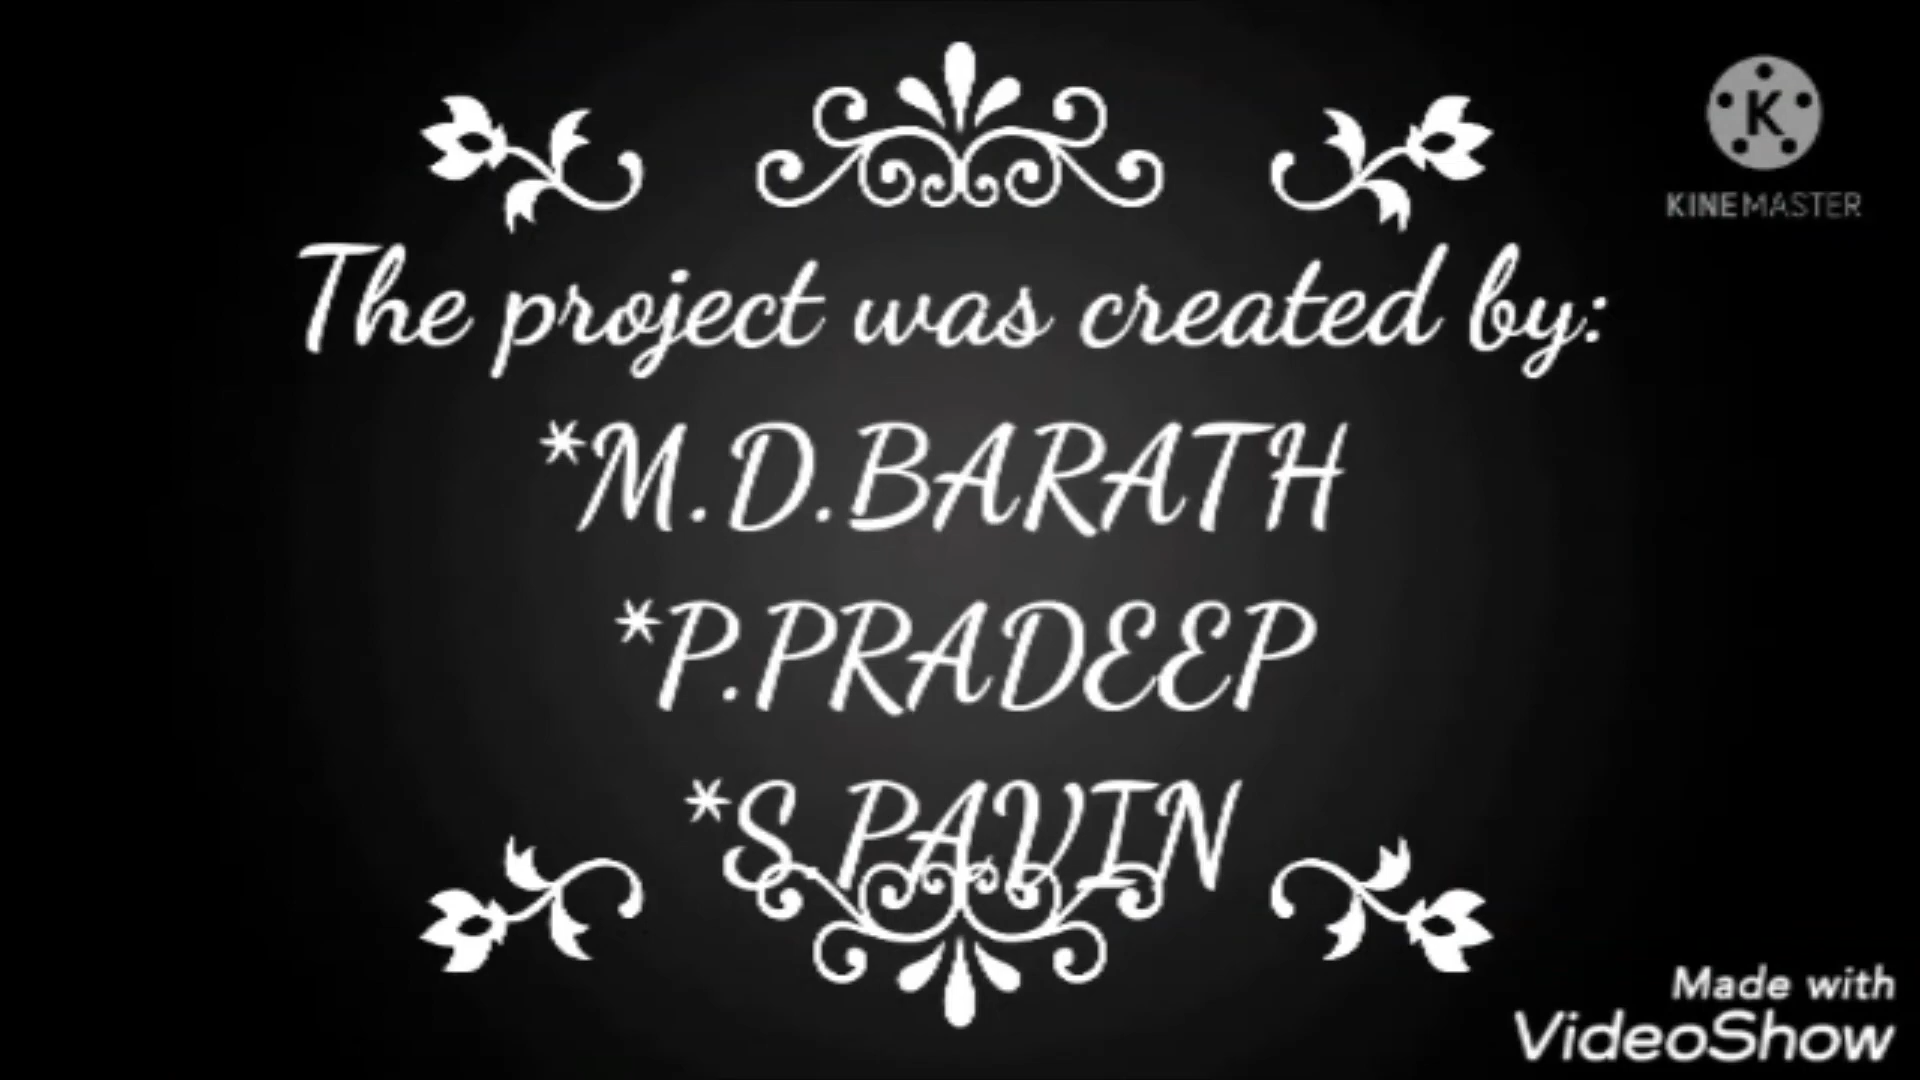 K
KINEMASTER
The project was created by:
*M.D.BARATH
*P.PRADEEP
*S.PAVIN
Made with
VideoShow